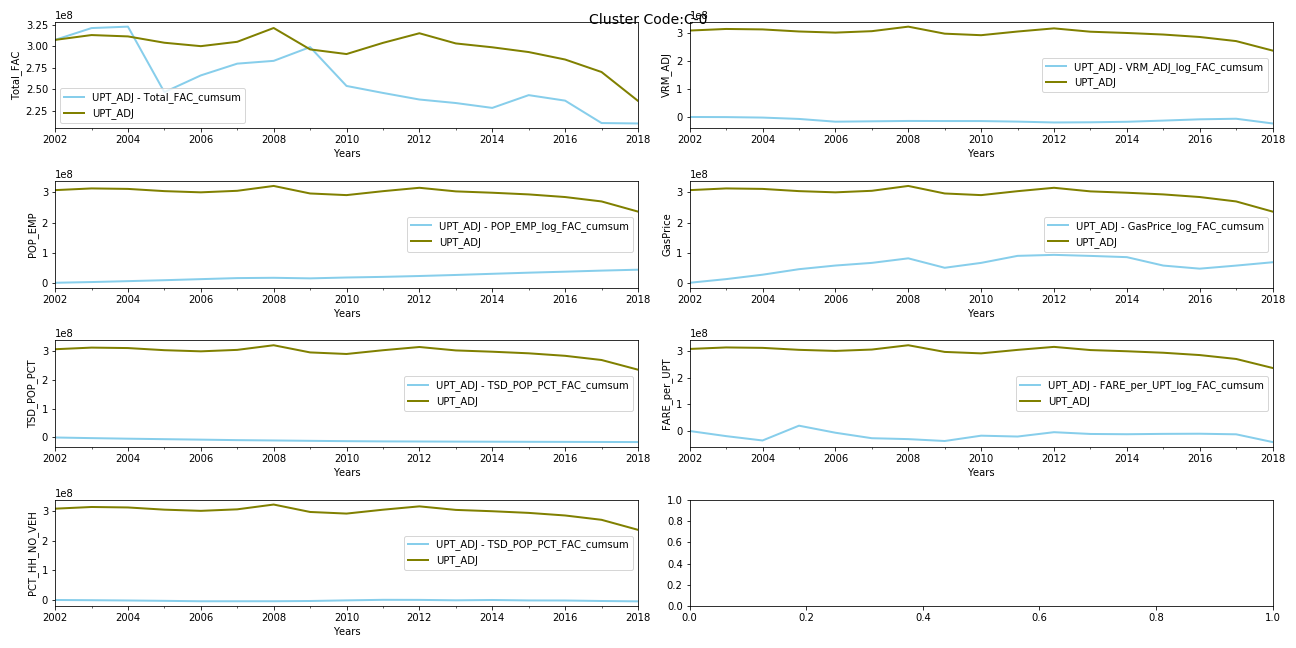 Cluster Code:C-0
1e8
3.25
3.00
2.75
2.50
2.25
Total_FAC
UPT_ADJ - Total_FAC_cumsum
UPT_ADJ
2002 2004 2006 2008 2010 2012 2014 2016 2018
Years
1e8
3
2
1
0
VRM_ADJ
UPT_ADJ - VRM_ADJ_log_FAC_cumsum
UPT_ADJ
2002 2004 2006 2008 2010 2012 2014 2016 2018
Years
1e8
3
2
1
0
POP_EMP
UPT_ADJ - POP_EMP_log_FAC_cumsum
UPT_ADJ
2002 2004 2006 2008 2010 2012 2014 2016 2018
Years
1e8
3
2
1
0
GasPrice
UPT_ADJ - GasPrice_log_FAC_cumsum
UPT_ADJ
2002 2004 2006 2008 2010 2012 2014 2016 2018
Years
1e8
3
2
1
0
TSD_POP_PCT
UPT_ADJ - TSD_POP_PCT_FAC_cumsum
UPT_ADJ
2002 2004 2006 2008 2010 2012 2014 2016 2018
Years
1e8
3
2
1
0
FARE_per_UPT
UPT_ADJ - FARE_per_UPT_log_FAC_cumsum
UPT_ADJ
2002 2004 2006 2008 2010 2012 2014 2016 2018
Years
1e8
3
2
1
0
PCT_HH_NO_VEH
UPT_ADJ - TSD_POP_PCT_FAC_cumsum
UPT_ADJ
2002 2004 2006 2008 2010 2012 2014 2016 2018
Years
1.0
0.8
0.6
0.4
0.2
0.0
0.0 0.2 0.4 0.6 0.8 1.0